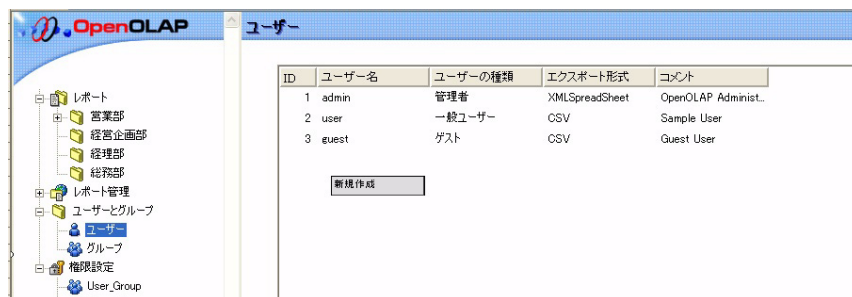 OpenOLAP
ユーザー
レポート
営業部
経営企画部
経理部
総務部
レポート管理
ユーザーとグループ
ユーザー
グループ
権限設定
User_Group
ID ユーザー名 ユーザーの種類 エクスポート形式 コメント
1 admin 管理者 XMLSpreadSheet OpenOLAP Administ...
2 user 一般ユーザー CSV Sample User
3 guest ゲスト CSV Guest User
新規作成